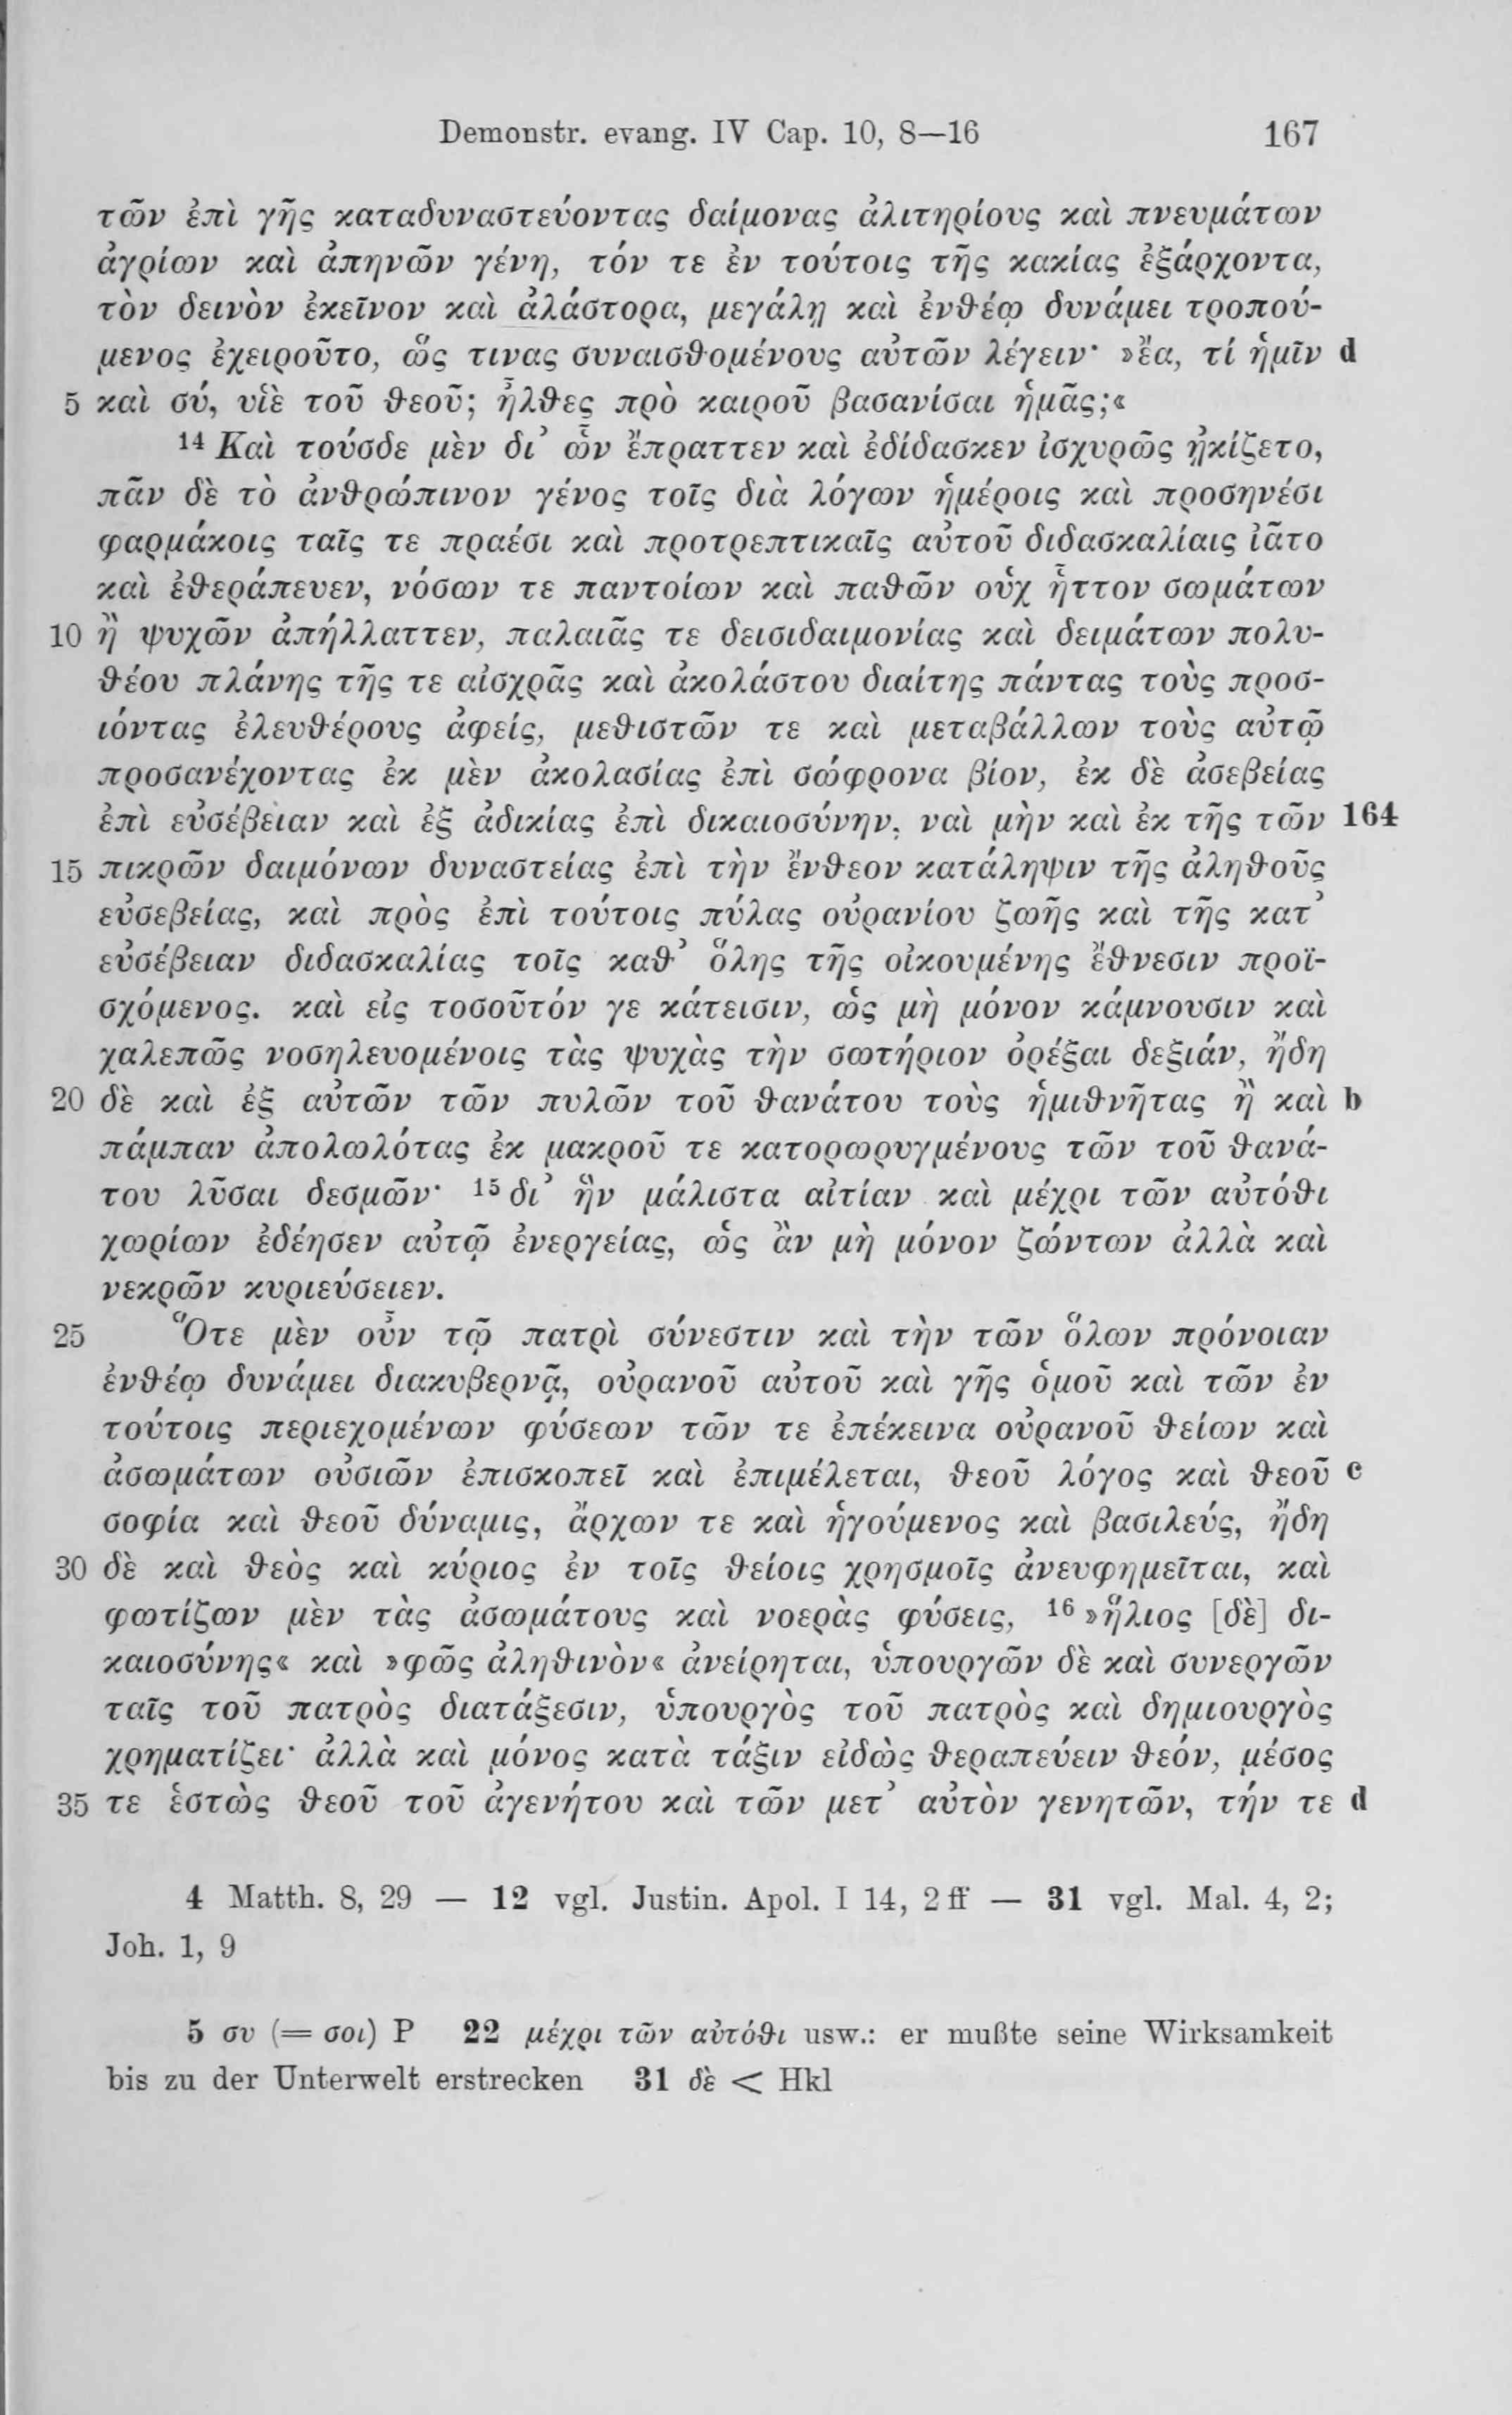 Demonstr. evang. IV Cap. 10, 8—16 167
τῶν ἐπὶ γῆς καταδυναστεύοντας δαίμονας ἀλιτηρίους καὶ πνευμάτων
ἀγρίων καὶ ἀπηνῶν γένη, τόν τε ἐν τούτοις τῆς κακίας ἐξάρχοντα,
τὸν δεινὸν ἐκεῖνον καὶ ἀλάστορα, μεγάλῃ καὶ ἐνθέῳ δυνάμει τροπού-
μενος ἐχειροῦτο, ὥς τινας συναισθομένους αὐτῶν λέγειν· »ἔα, τί ἡμῖν d
5 καὶ σύ, υἱὲ τοῦ θεοῦ; ἦλθες πρὸ καιροῦ βασανίσαι ἡμᾶς;«
14 Καὶ τούσδε μὲν δι’ ὧν ἔπραττεν καὶ ἐδίδασκεν ἰσχυρῶς ᾐκίζετο,
πᾶν δὲ τὸ ἀνθρώπινον γένος τοῖς διὰ λόγων ἡμέροις καὶ προσηνέσι
φαρμάκοις ταῖς τε πραέσι καὶ προτρεπτικαῖς αὐτοῦ διδασκαλίαις ἰᾶτο
καὶ ἐθεράπευεν, νόσων τε παντοίων καὶ παθῶν οὐχ ἧττον σωμάτων
10 ἢ ψυχῶν ἀπήλλαττεν, παλαιᾶς τε δεισιδαιμονίας καὶ δειμάτων πολυ-
θέου πλάνης τῆς τε αἰσχρᾶς καὶ ἀκολάστου διαίτης πάντας τοὺς προσ-
ιόντας ἐλευθέρους ἀφείς, μεθιστῶν τε καὶ μεταβάλλων τοὺς αὐτῷ
προσανέχοντας ἐκ μὲν ἀκολασίας ἐπὶ σώφρονα βίον, ἐκ δὲ ἀσεβείας
ἐπὶ εὐσέβειαν καὶ ἐξ ἀδικίας ἐπὶ δικαιοσύνην, ναὶ μὴν καὶ ἐκ τῆς τῶν 164
15 πικρῶν δαιμόνων δυναστείας ἐπὶ τὴν ἔνθεον κατάληψιν τῆς ἀληθοῦς
εὐσεβείας, καὶ πρὸς ἐπὶ τούτοις πύλας οὐρανίου ζωῆς καὶ τῆς κατ’
εὐσέβειαν διδασκαλίας τοῖς καθ’ ὅλης τῆς οἰκουμένης ἔθνεσιν προϊ-
σχόμενος. καὶ εἰς τοσοῦτόν γε κάτεισιν, ὡς μὴ μόνον κάμνουσιν καὶ
χαλεπῶς νοσηλευομένοις τὰς ψυχὰς τὴν σωτήριον ὀρέξαι δεξιάν, ἤδη
20 δὲ καὶ ἐξ αὐτῶν τῶν πυλῶν τοῦ θανάτου τοὺς ἡμιθνῆτας ἢ καὶ b
πάμπαν ἀπολωλότας ἐκ μακροῦ τε κατορωρυγμένους τῶν τοῦ θανά-
του λῦσαι δεσμῶν· 15 δι’ ἣν μάλιστα αἰτίαν καὶ μέχρι τῶν αὐτόθι
χωρίων ἐδέησεν αὐτῷ ἐνεργείας, ὡς ἂν μὴ μόνον ζώντων ἀλλὰ καὶ
νεκρῶν κυριεύσειεν.
25 Ὅτε μὲν οὖν τῷ πατρὶ σύνεστιν καὶ τὴν τῶν ὅλων πρόνοιαν
ἐνθέῳ δυνάμει διακυβερνᾷ, οὐρανοῦ αὐτοῦ καὶ γῆς ὁμοῦ καὶ τῶν ἐν
τούτοις περιεχομένων φύσεων τῶν τε ἐπέκεινα οὐρανοῦ θείων καὶ
ἀσωμάτων οὐσιῶν ἐπισκοπεῖ καὶ ἐπιμέλεται, θεοῦ λόγος καὶ θεοῦ c
σοφία καὶ θεοῦ δύναμις, ἄρχων τε καὶ ἡγούμενος καὶ βασιλεύς, ἤδη
30 δὲ καὶ θεὸς καὶ κύριος ἐν τοῖς θείοις χρησμοῖς ἀνευφημεῖται, καὶ
φωτίζων μὲν τὰς ἀσωμάτους καὶ νοερὰς φύσεις, 16 »ἥλιος [δὲ] δι-
καιοσύνης« καὶ »φῶς ἀληθινὸν« ἀνείρηται, ὑπουργῶν δὲ καὶ συνεργῶν
ταῖς τοῦ πατρὸς διατάξεσιν, ὑπουργὸς τοῦ πατρὸς καὶ δημιουργὸς
χρηματίζει· ἀλλὰ καὶ μόνος κατὰ τάξιν εἰδὼς θεραπεύειν θεόν, μέσος
35 τε ἑστὼς θεοῦ τοῦ ἀγενήτου καὶ τῶν μετ’ αὐτὸν γενητῶν, τήν τε d
4 Matth. 8, 29 — 12 vgl. Justin. Apol. I 14, 2 ff — 31 vgl. Mal. 4, 2;
Joh. 1, 9
5 συ (= σοι) P 22 μέχρι τῶν αὐτόθι usw.: er mußte seine Wirksamkeit
bis zu der Unterwelt erstrecken 31 δὲ < Hkl